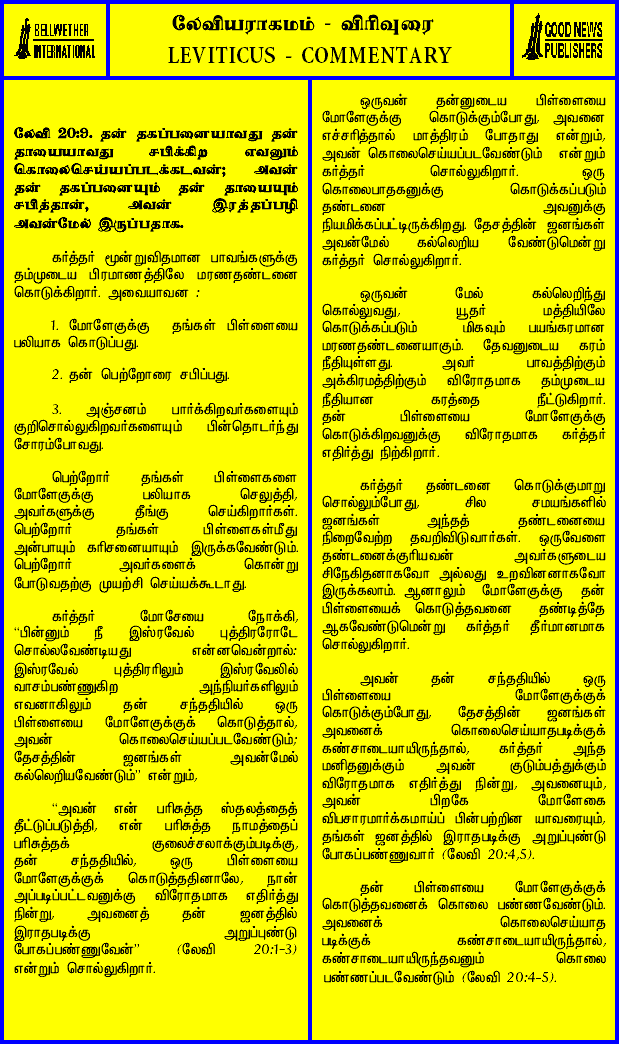 BELLWETHER
INTERNATIONAL
லேவியராகமம் - விரிவுரை
LEVITICUS - COMMENTARY
GOOD NEWS
PUBLISHERS
லேவி 20:9. தன் தகப்பனையாவது தன்
தாயையாவது சபிக்கிற எவனும்
கொலைசெய்யப்படக்கடவன்; அவன்
தன் தகப்பனையும் தன் தாயையும்
சபித்தான், அவன் இரத்தப்பழி
அவன்மேல் இருப்பதாக.
கர்த்தர் மூன்றுவிதமான பாவங்களுக்கு
தம்முடைய பிரமாணத்திலே மரணதண்டனை
கொடுக்கிறார். அவையாவன :
1. மோளேகுக்கு தங்கள் பிள்ளையை
பலியாக கொடுப்பது.
2. தன் பெற்றோரை சபிப்பது.
3. அஞ்சனம் பார்க்கிறவர்களையும்
குறிசொல்லுகிறவர்களையும் பின்தொடர்ந்து
சோரம்போவது.
பெற்றோர் தங்கள் பிள்ளைகளை
மோளேகுக்கு பலியாக செலுத்தி,
அவர்களுக்கு தீங்கு செய்கிறார்கள்.
பெற்றோர் தங்கள் பிள்ளைகள்மீது
அன்பாயும் கரிசனையாயும் இருக்கவேண்டும்.
பெற்றோர் அவர்களைக் கொன்று
போடுவதற்கு முயற்சி செய்யக்கூடாது.
கர்த்தர் மோசேயை நோக்கி,
“பின்னும் நீ இஸ்ரவேல் புத்திரரோடே
சொல்லவேண்டியது என்னவென்றால்:
இஸ்ரவேல் புத்திரரிலும் இஸ்ரவேலில்
வாசம்பண்ணுகிற அந்நியர்களிலும்
எவனாகிலும் தன் சந்ததியில் ஒரு
பிள்ளையை மோளேகுக்குக் கொடுத்தால்,
அவன் கொலைசெய்யப்படவேண்டும்;
தேசத்தின் ஜனங்கள் அவன்மேல்
கல்லெறியவேண்டும்” என்றும்,
“அவன் என் பரிசுத்த ஸ்தலத்தைத்
தீட்டுப்படுத்தி, என் பரிசுத்த நாமத்தைப்
பரிசுத்தக் குலைச்சலாக்கும்படிக்கு,
தன் சந்ததியில், ஒரு பிள்ளையை
மோளேகுக்குக் கொடுத்ததினாலே, நான்
அப்படிப்பட்டவனுக்கு விரோதமாக எதிர்த்து
நின்று, அவனைத் தன் ஜனத்தில்
இராதபடிக்கு அறுப்புண்டு
போகப்பண்ணுவேன்” (லேவி 20:1-3)
என்றும் சொல்லுகிறார்.
ஒருவன் தன்னுடைய பிள்ளையை
மோளேகுக்கு கொடுக்கும்போது, அவனை
எச்சரித்தால் மாத்திரம் போதாது என்றும்,
அவன் கொலைசெய்யப்படவேண்டும் என்றும்
கர்த்தர் சொல்லுகிறார். ஒரு
கொலைபாதகனுக்கு கொடுக்கப்படும்
தண்டனை அவனுக்கு
நியமிக்கப்பட்டிருக்கிறது. தேசத்தின் ஜனங்கள்
அவன்மேல் கல்லெறிய வேண்டுமென்று
கர்த்தர் சொல்லுகிறார்.
ஒருவன் மேல் கல்லெறிந்து
கொல்லுவது, யூதர் மத்தியிலே
கொடுக்கப்படும் மிகவும் பயங்கரமான
மரணதண்டனையாகும். தேவனுடைய கரம்
நீதியுள்ளது. அவர் பாவத்திற்கும்
அக்கிரமத்திற்கும் விரோதமாக தம்முடைய
நீதியான கரத்தை நீட்டுகிறார்.
தன் பிள்ளையை மோளேகுக்கு
கொடுக்கிறவனுக்கு விரோதமாக கர்த்தர்
எதிர்த்து நிற்கிறார்.
கர்த்தர் தண்டனை கொடுக்குமாறு
சொல்லும்போது, சில சமயங்களில்
ஜனங்கள் அந்தத் தண்டனையை
நிறைவேற்ற தவறிவிடுவார்கள். ஒருவேளை
தண்டனைக்குரியவன் அவர்களுடைய
சிநேகிதனாகவோ அல்லது உறவினனாகவோ
இருக்கலாம். ஆனாலும் மோளேகுக்கு தன்
பிள்ளையைக் கொடுத்தவனை தண்டித்தே
ஆகவேண்டுமென்று கர்த்தர் தீர்மானமாக
சொல்லுகிறார்.
அவன் தன் சந்ததியில் ஒரு
பிள்ளையை மோளேகுக்குக்
கொடுக்கும்போது, தேசத்தின் ஜனங்கள்
அவனைக் கொலைசெய்யாதபடிக்குக்
கண்சாடையாயிருந்தால், கர்த்தர் அந்த
மனிதனுக்கும் அவன் குடும்பத்துக்கும்
விரோதமாக எதிர்த்து நின்று, அவனையும்,
அவன் பிறகே மோளேகை
விபசாரமார்க்கமாய்ப் பின்பற்றின யாவரையும்,
தங்கள் ஜனத்தில் இராதபடிக்கு அறுப்புண்டு
போகப்பண்ணுவார் (லேவி 20:4,5).
தன் பிள்ளையை மோளேகுக்குக்
கொடுத்தவனைக் கொலை பண்ணவேண்டும்.
அவனைக் கொலைசெய்யாத
படிக்குக் கண்சாடையாயிருந்தால்,
கண்சாடையாயிருந்தவனும் கொலை
பண்ணப்படவேண்டும் (லேவி 20:4-5).